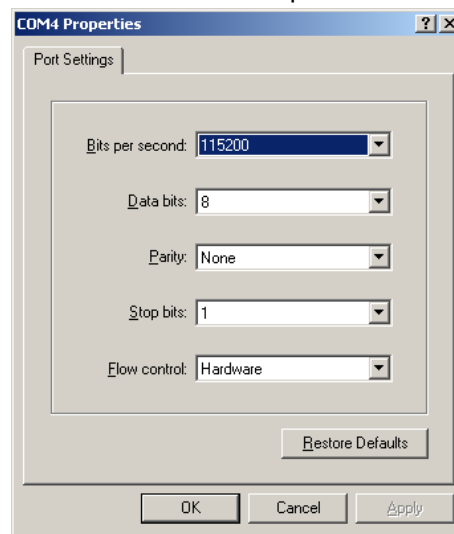 COM4 Properties
Port Settings
Bits per second: 115200
Data bits: 8
Parity: None
Stop bits: 1
Flow control: Hardware
Restore Defaults
OK Cancel Apply